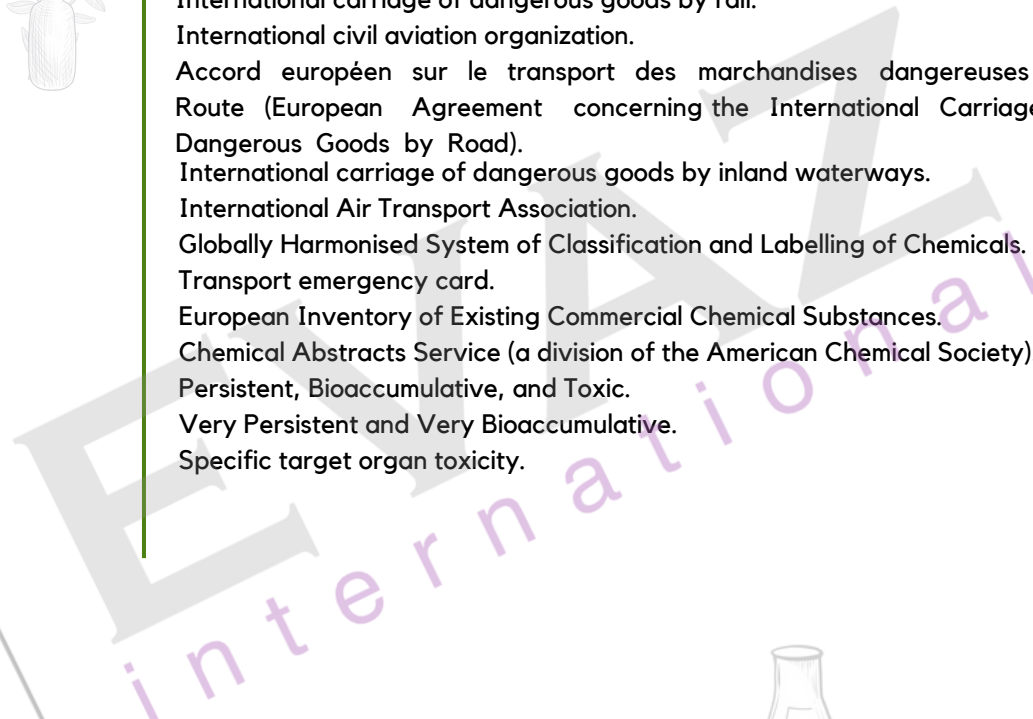 International carriage of dangerous goods by rail.
International civil aviation organization.
Accord européen sur le transport des marchandises dangereuses
Route (European Agreement concerning the International Carriage
Dangerous Goods by Road).
International carriage of dangerous goods by inland waterways.
International Air Transport Association.
Globally Harmonised System of Classification and Labelling of Chemicals.
Transport emergency card.
European Inventory of Existing Commercial Chemical Substances.
Chemical Abstracts Service (a division of the American Chemical Society)
Persistent, Bioaccumulative, and Toxic.
Very Persistent and Very Bioaccumulative.
Specific target organ toxicity.
EVAZ
international